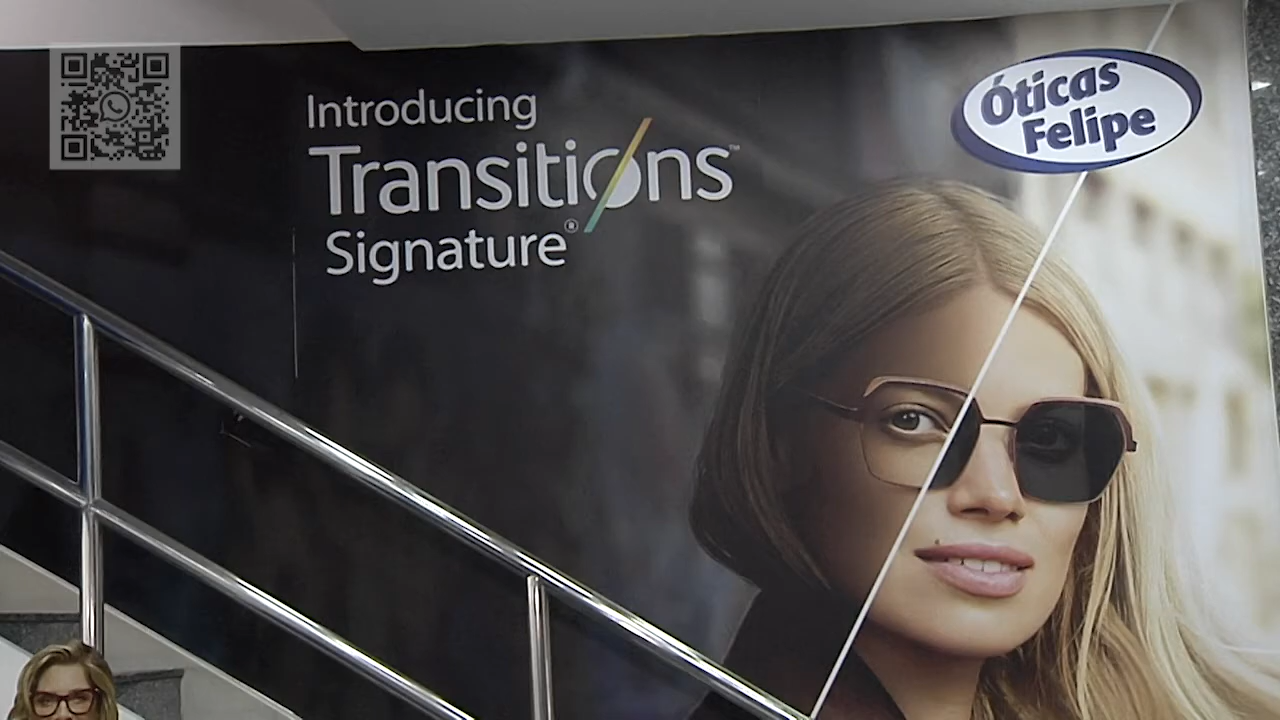 Introducing
Transitions™
Signature®
Óticas
Felipe